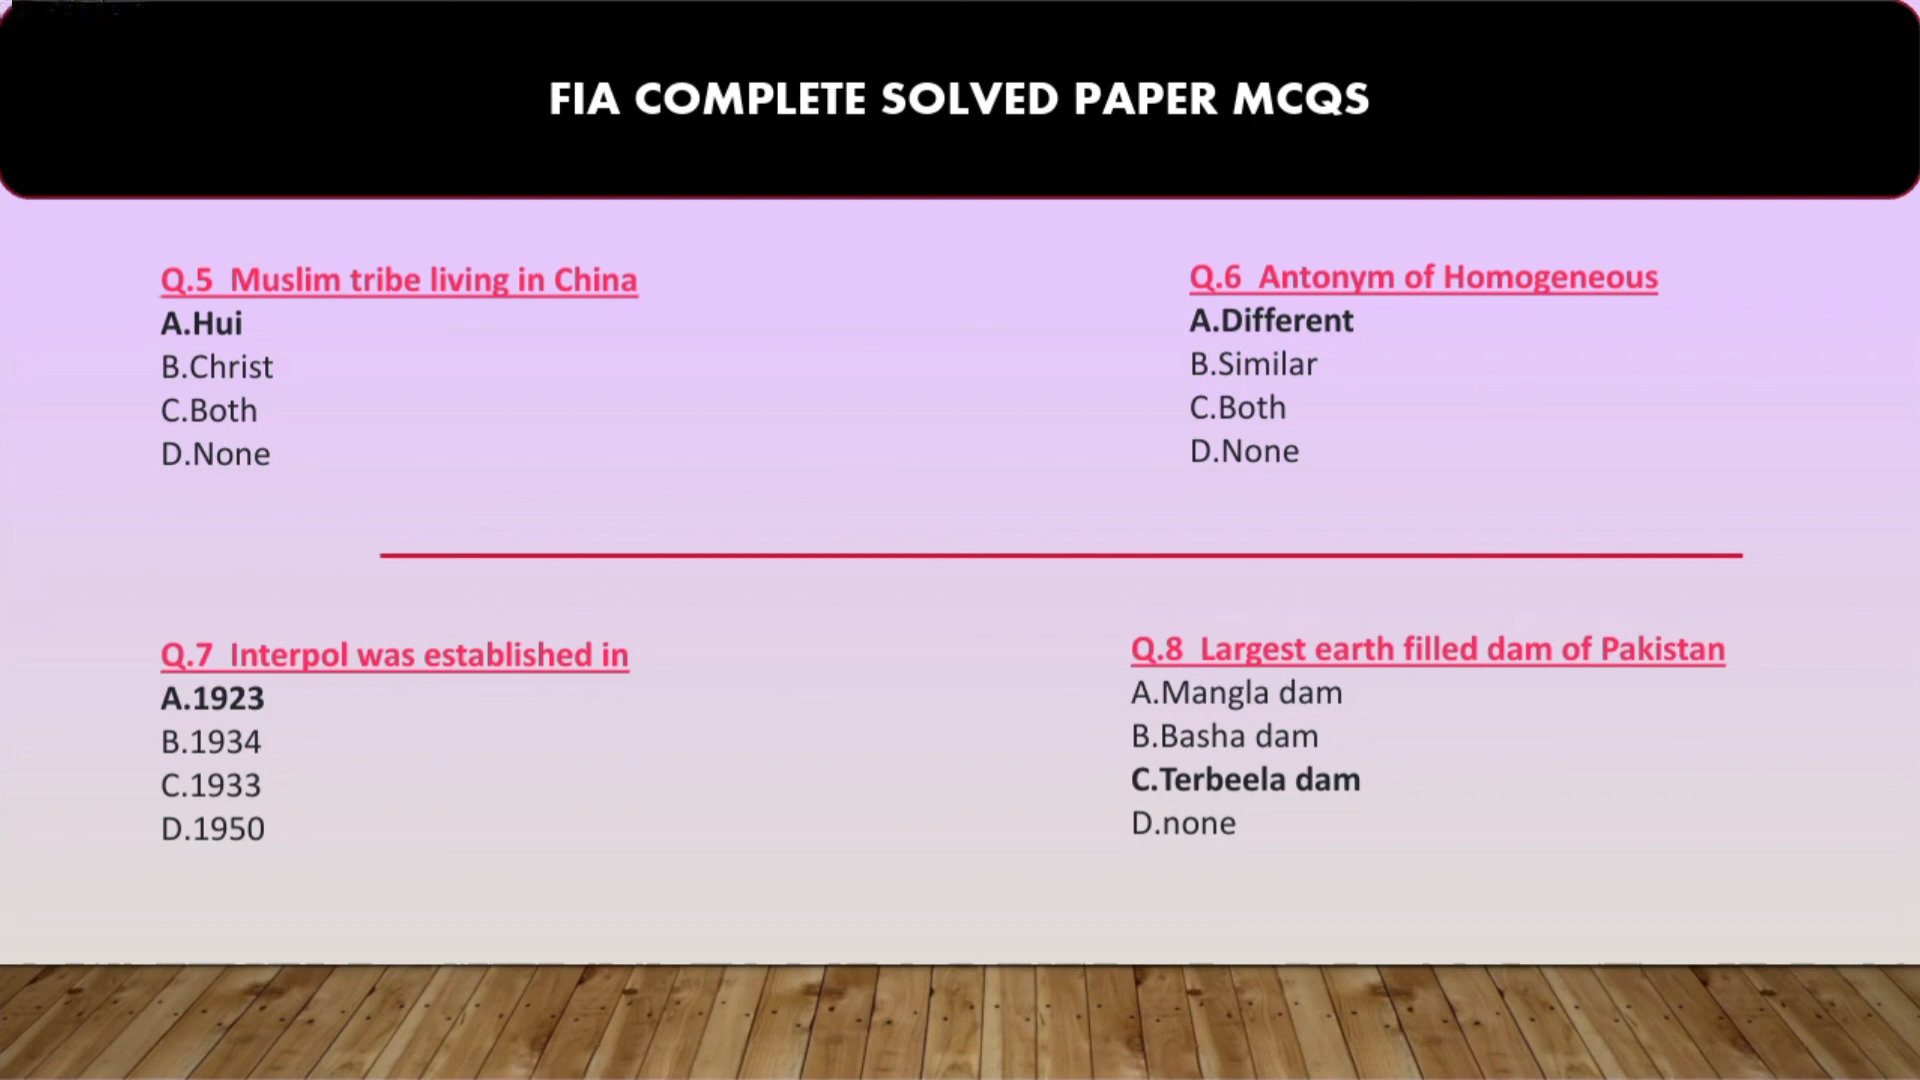 FIA COMPLETE SOLVED PAPER MCQS
Q.5  Muslim tribe living in China
A.Hui
B.Christ
C.Both
D.None
Q.6  Antonym of Homogeneous
A.Different
B.Similar
C.Both
D.None
Q.7  Interpol was established in
A.1923
B.1934
C.1933
D.1950
Q.8  Largest earth filled dam of Pakistan
A.Mangla dam
B.Basha dam
C.Terbeela dam
D.none